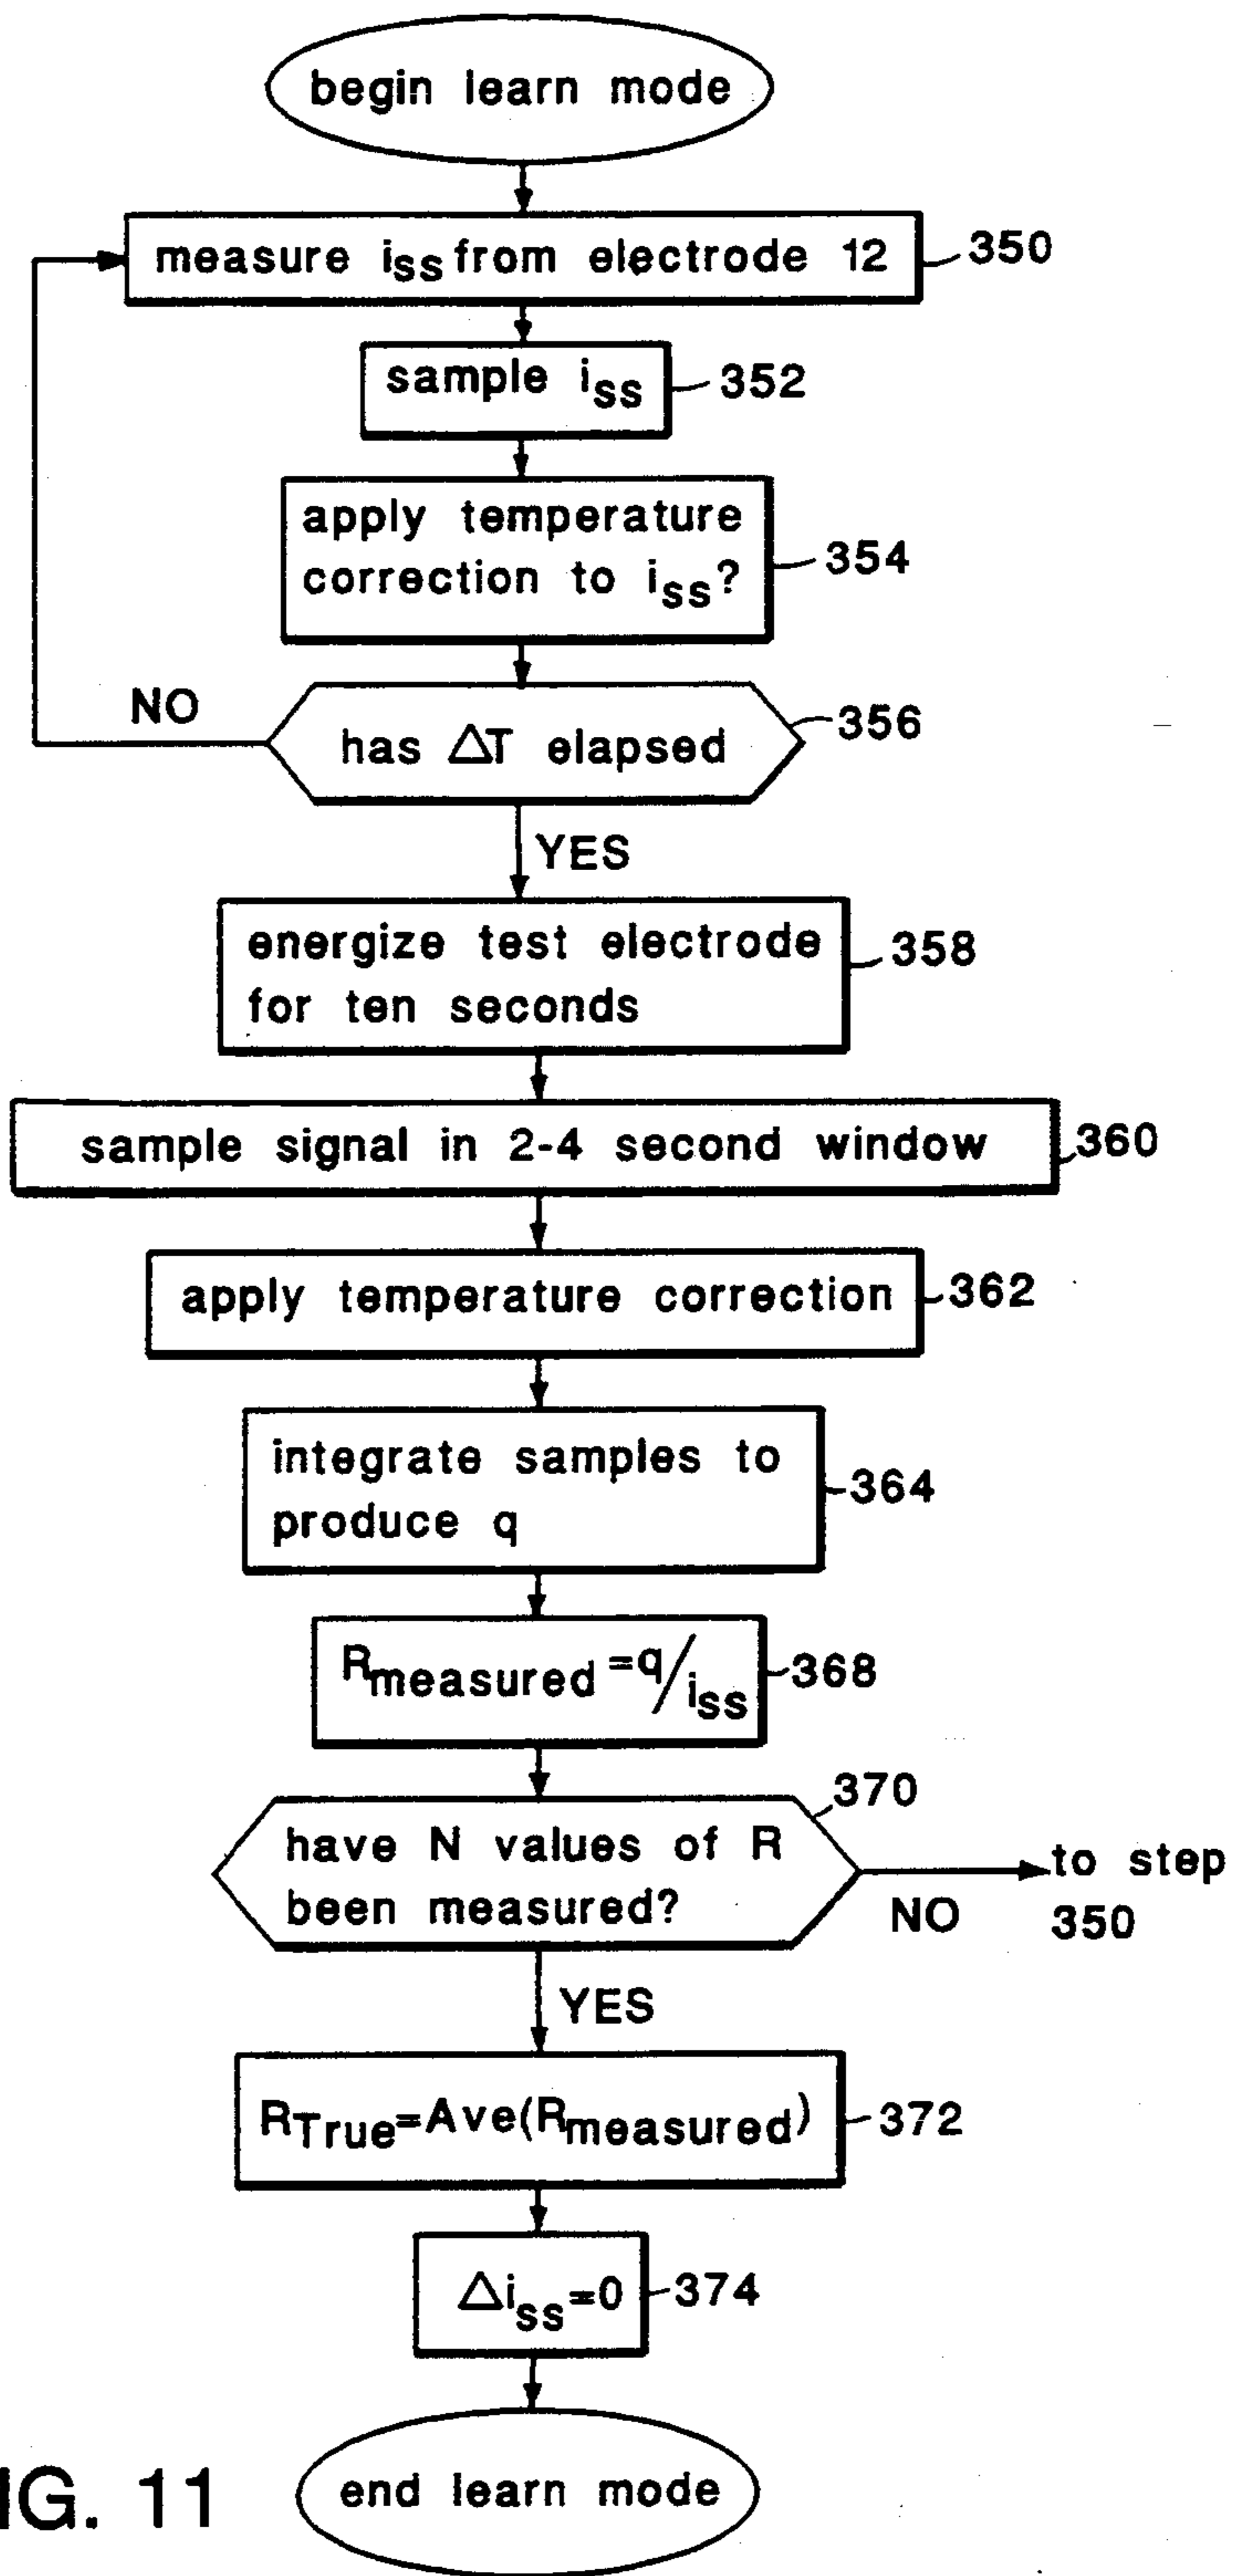 begin learn mode
measure iss from electrode 12
350
sample iss
352
apply temperature
correction to iss?
354
NO
has ΔT elapsed
356
YES
energize test electrode
for ten seconds
358
sample signal in 2-4 second window
360
apply temperature correction
362
integrate samples to
produce q
364
Rmeasured=q/iss
368
370
have N values of R
been measured?
NO
to step
350
YES
RTrue=Ave(Rmeasured)
372
Δiss=0
374
end learn mode
IG. 11